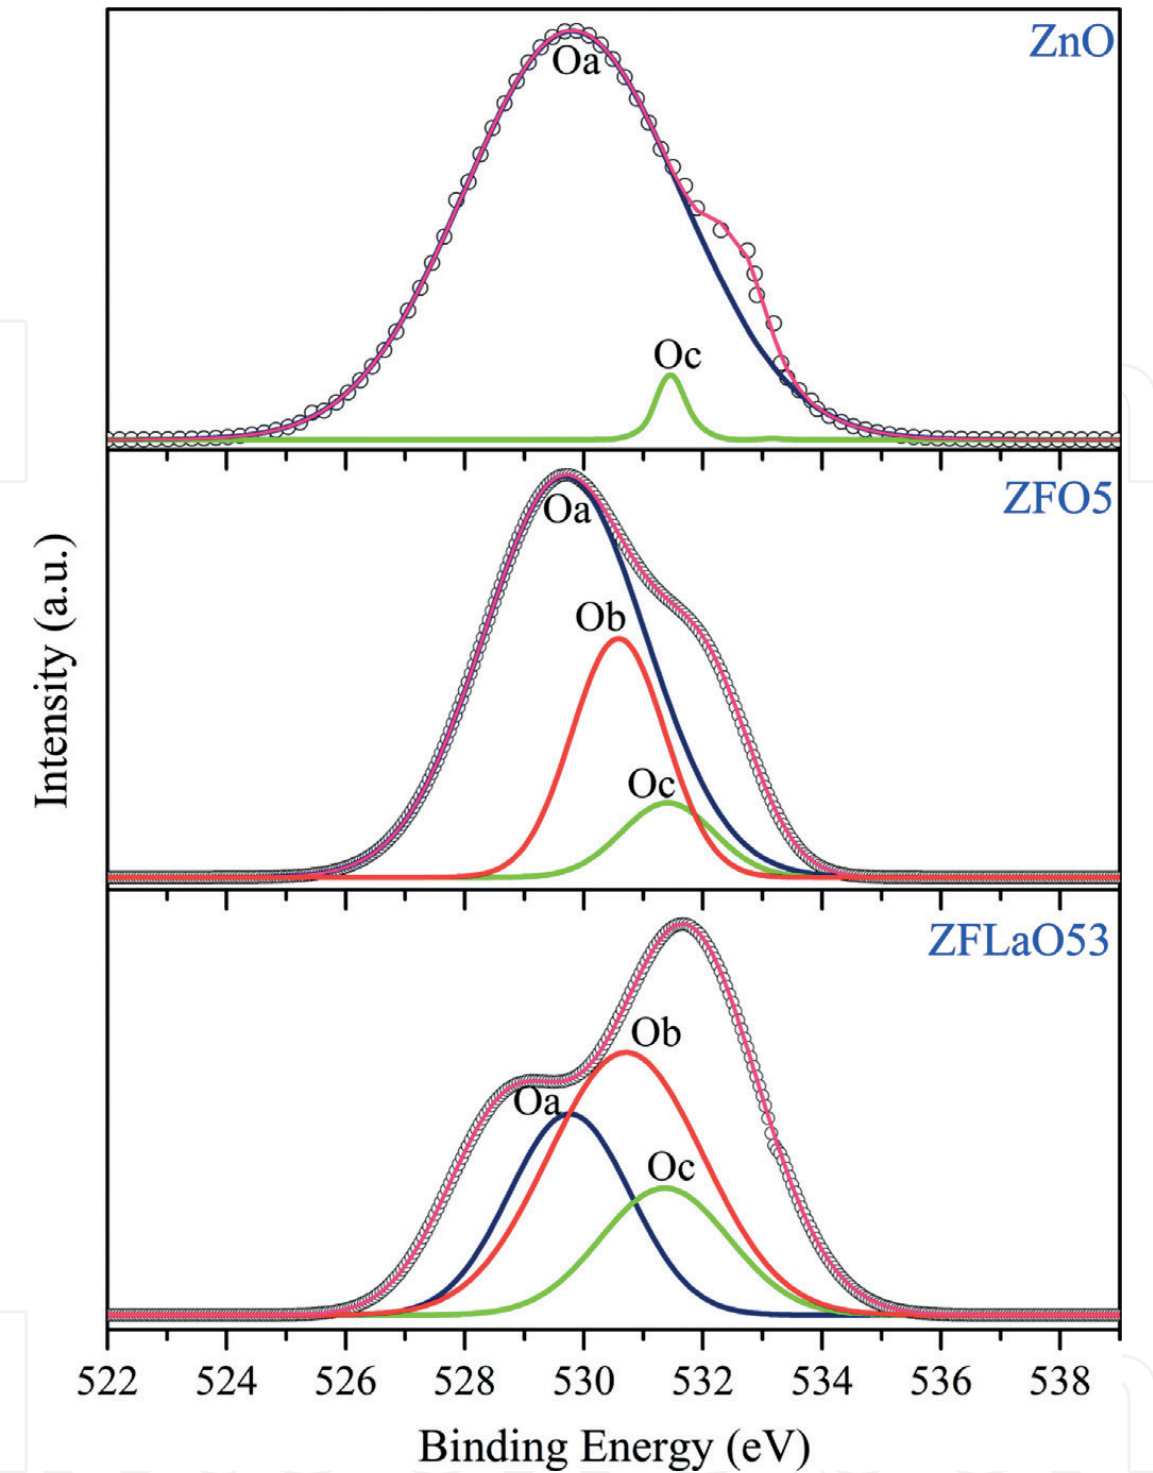 ZnO
Oa
Oc
ZFO5
Oa
Ob
Oc
ZFLaO53
Ob
Oa
Oc
Intensity (a.u.)
522 524 526 528 530 532 534 536 538
Binding Energy (eV)